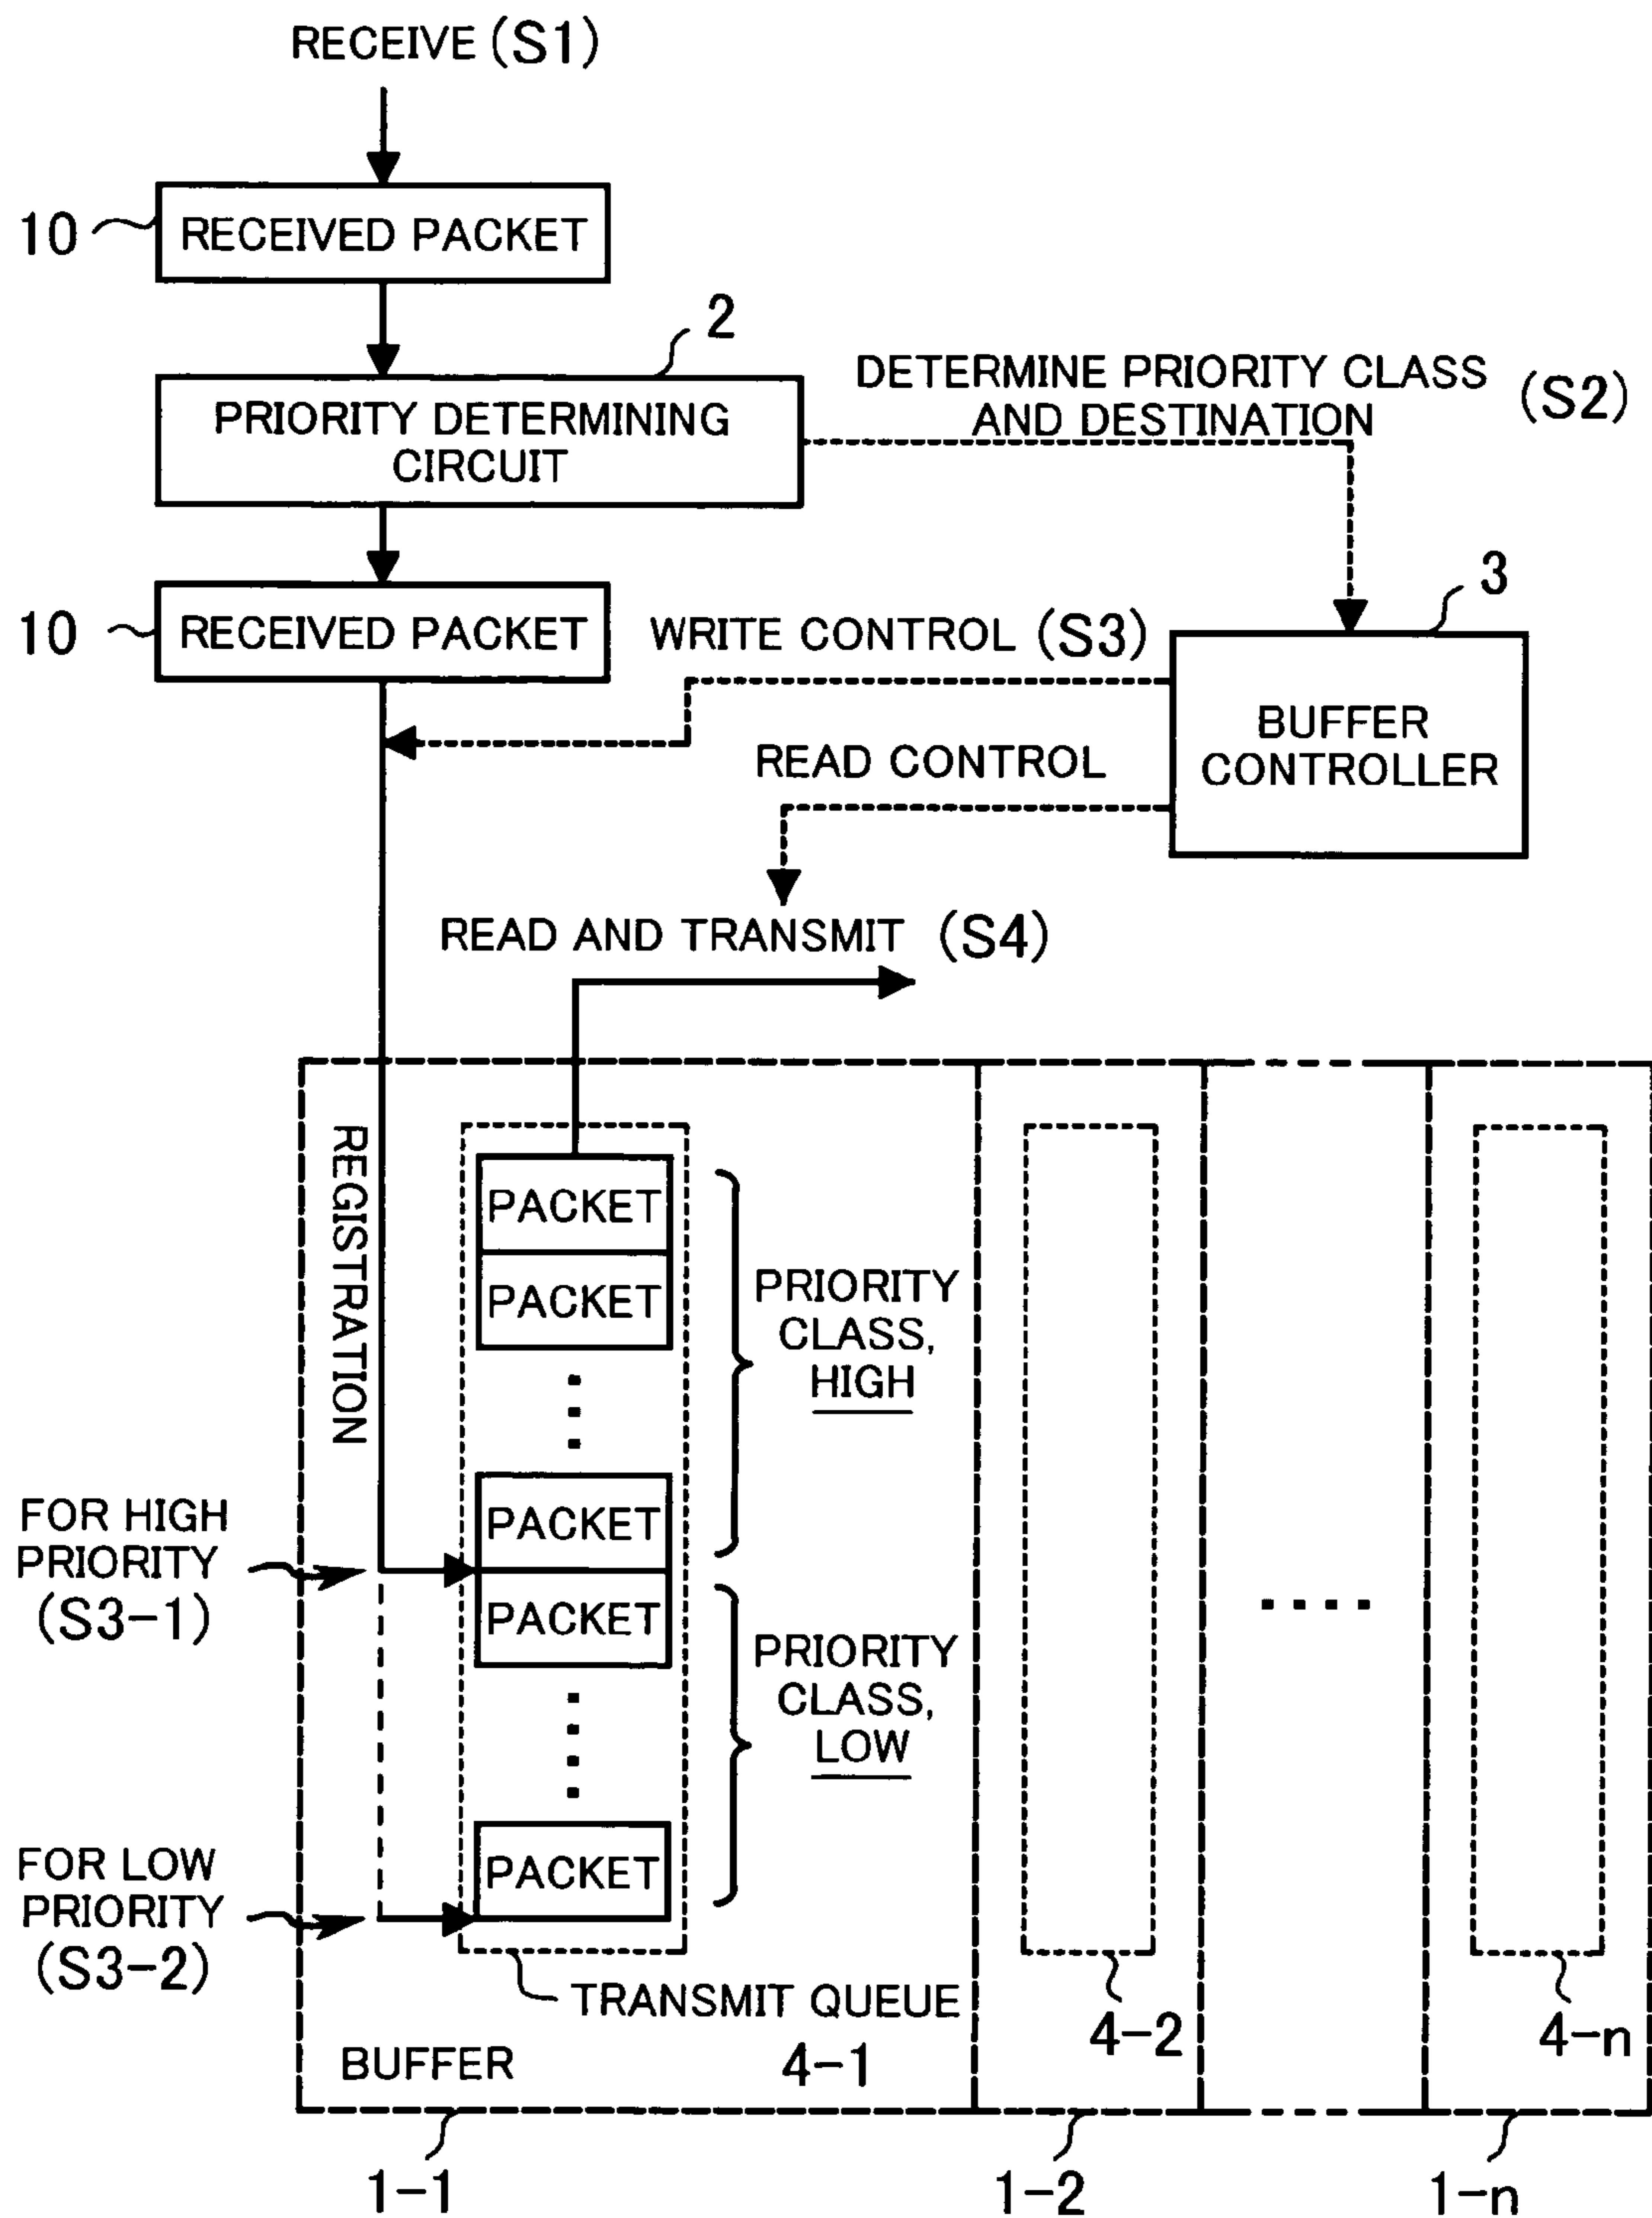 RECEIVE (S1)
10
RECEIVED PACKET
2
PRIORITY DETERMINING
CIRCUIT
DETERMINE PRIORITY CLASS
AND DESTINATION
(S2)
10
RECEIVED PACKET
WRITE CONTROL (S3)
3
BUFFER
CONTROLLER
READ CONTROL
READ AND TRANSMIT (S4)
REGISTRATION
PACKET
PACKET
PRIORITY
CLASS,
HIGH
PACKET
FOR HIGH
PRIORITY
(S3-1)
PACKET
PRIORITY
CLASS,
LOW
PACKET
FOR LOW
PRIORITY
(S3-2)
TRANSMIT QUEUE
4-1
4-2
4-n
BUFFER
1-1
1-2
1-n